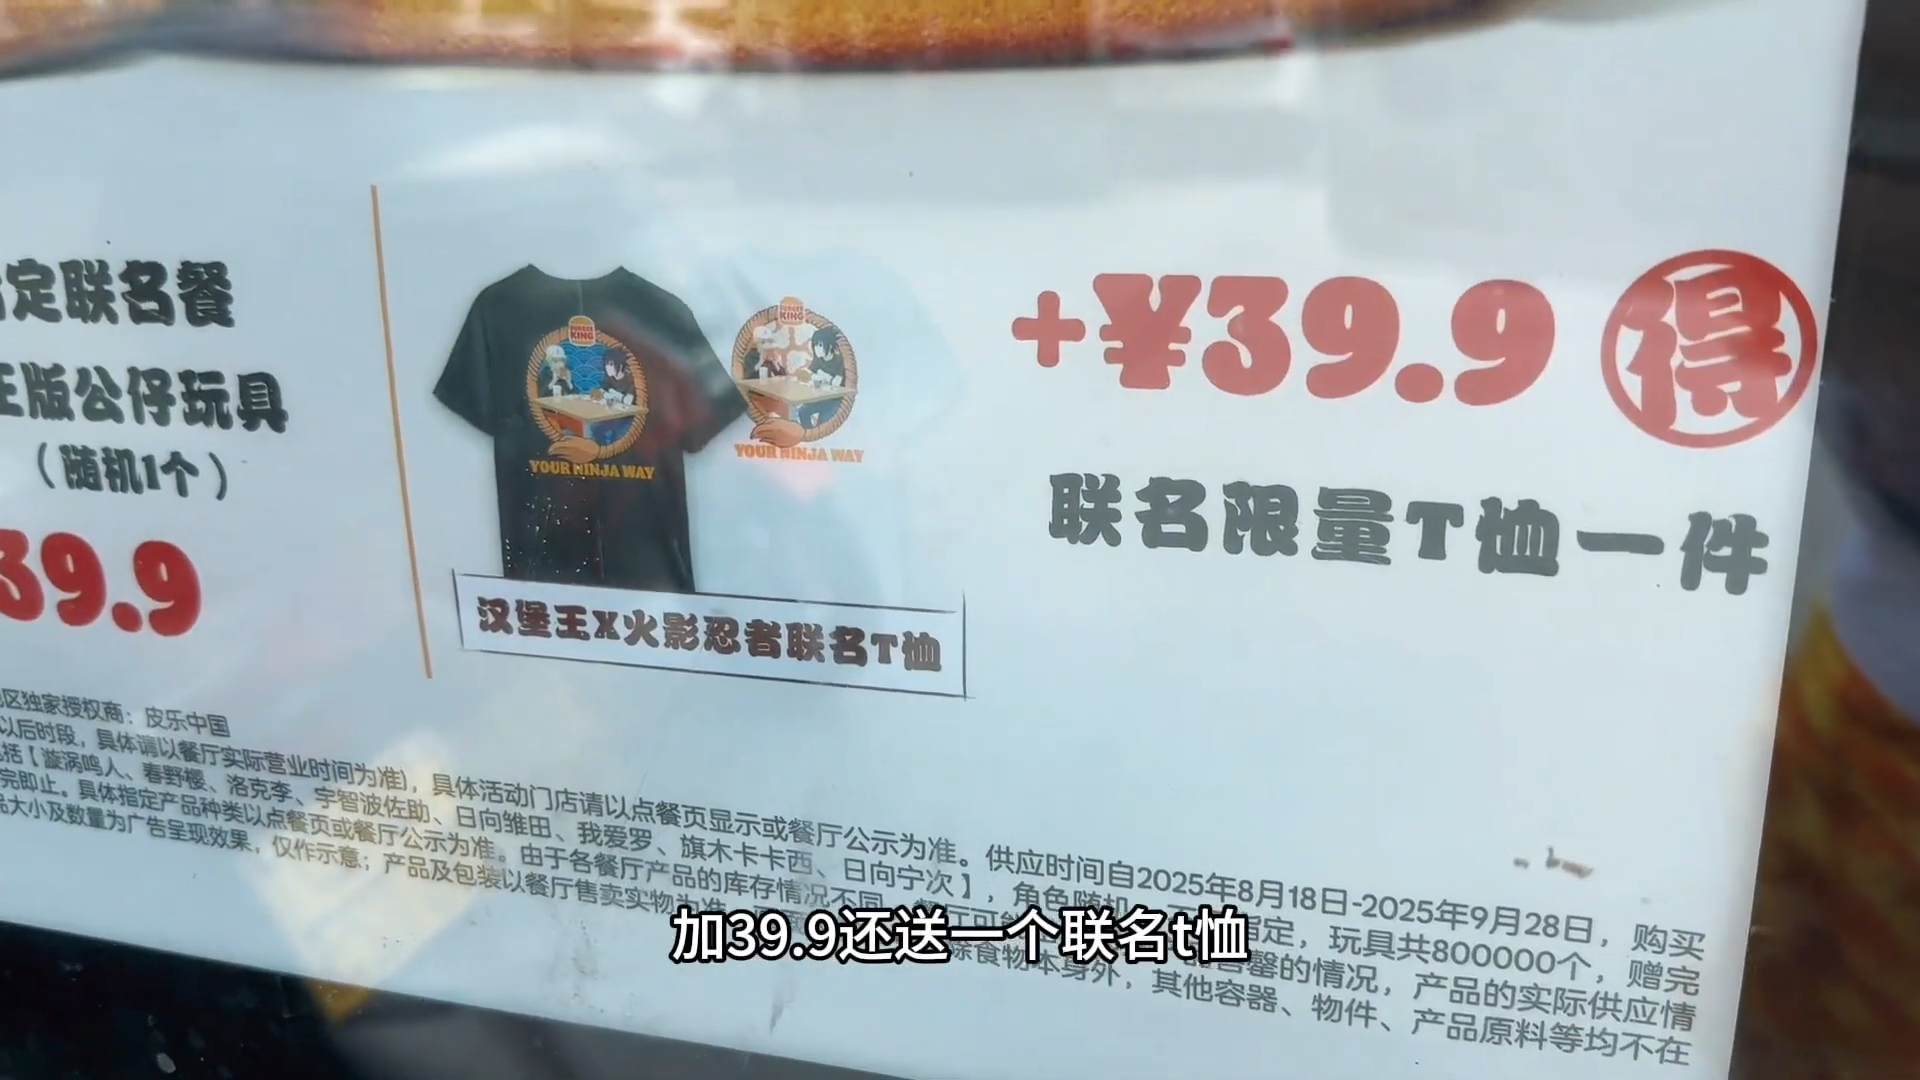 定联名餐
正版公仔玩具
（随机1个）
39.9
BURGER KING
YOUR NINJA WAY
BURGER KING
YOUR NINJA WAY
汉堡王X火影忍者联名T恤
+¥39.9 得
联名限量T恤一件
区独家授权商：皮乐中国
以后时段，具体请以餐厅实际营业时间为准），具体活动门店请以点餐页显示或餐厅公示为准。供应时间自2025年8月18日-2025年9月28日，购买
括【漩涡鸣人、春野樱、洛克李、宇智波佐助、日向雏田、我爱罗、旗木卡卡西、日向宁次】，角色随机，指定，玩具共800000个，赠完
完即止。具体指定产品种类以点餐页或餐厅公示为准。由于各餐厅产品的库存情况不同，售罄的情况，产品的实际供应情
品大小及数量为广告呈现效果，仅作示意；产品及包装以餐厅售卖实物为准，除食物本身外，其他容器、物件、产品原料等均不在
加39.9还送一个联名t恤